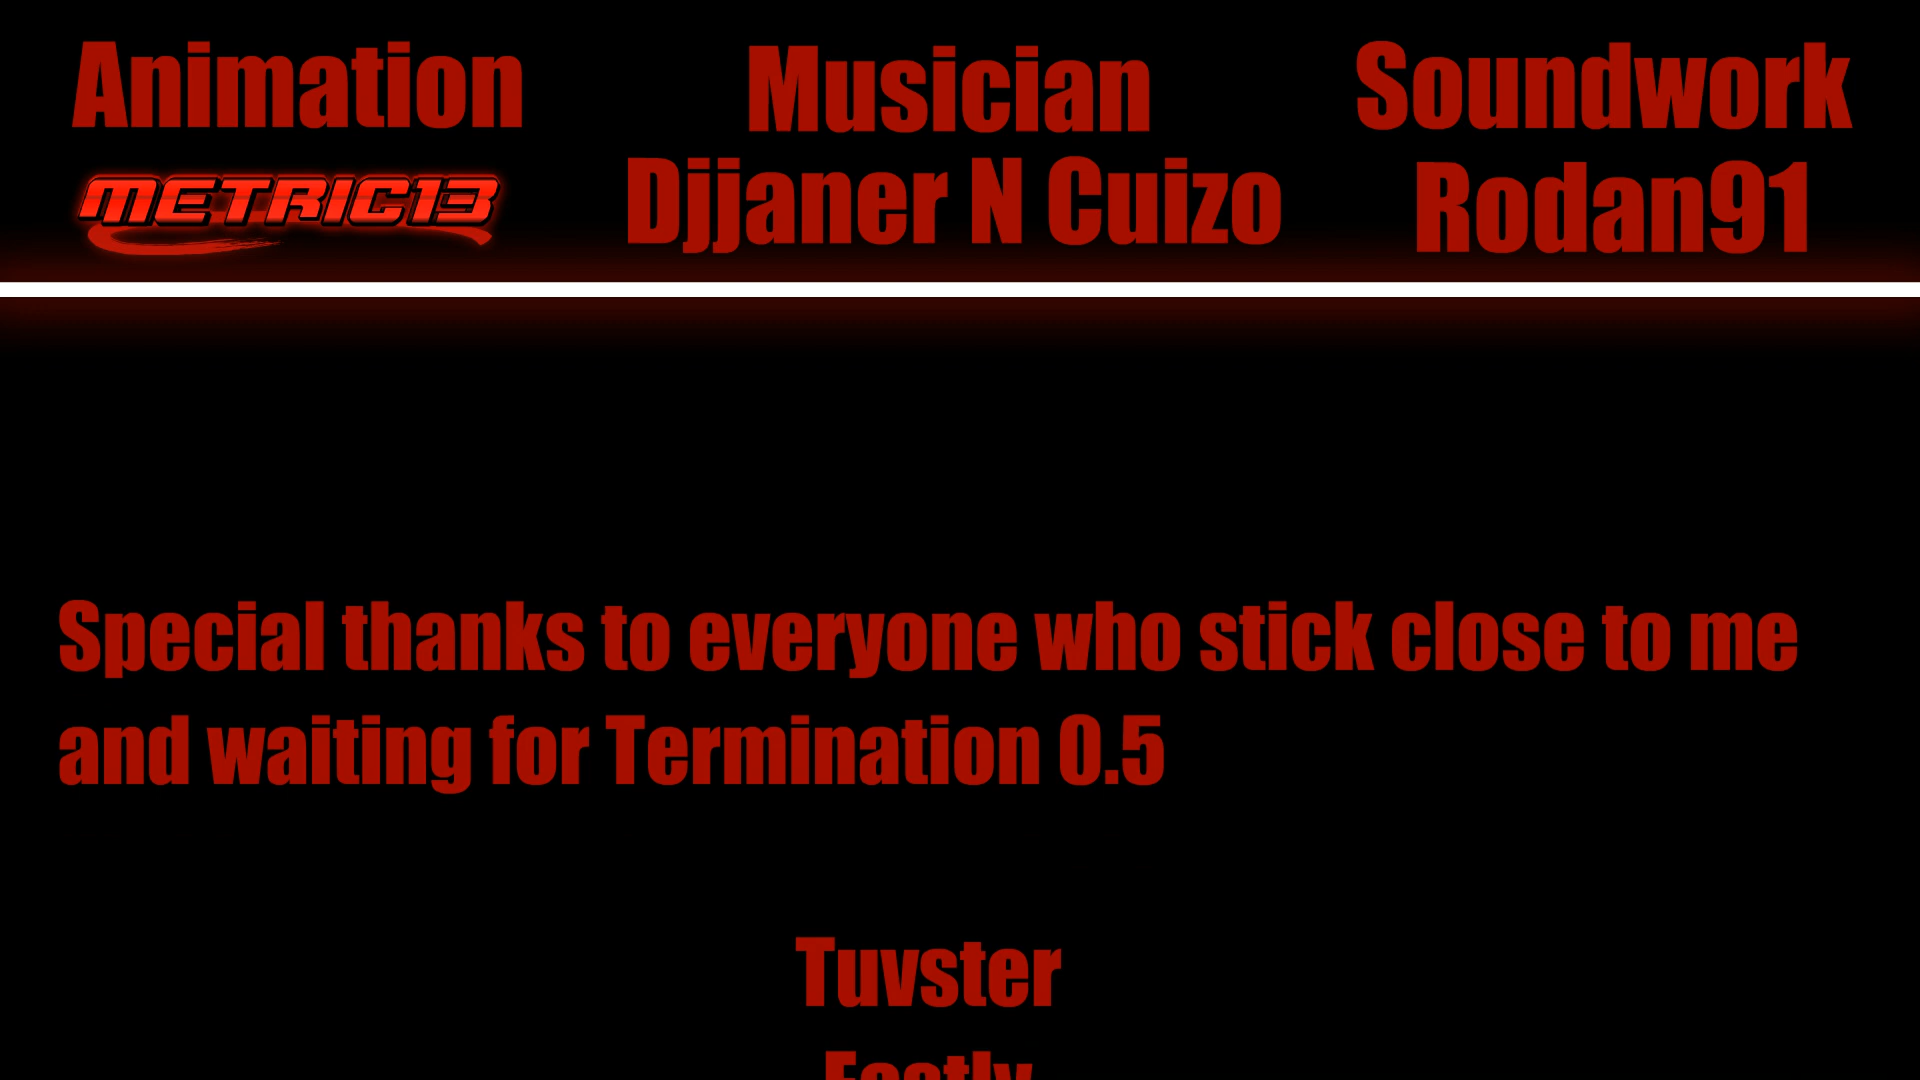 Animation
METRIC13
Musician
Djjaner N Cuizo
Soundwork
Rodan91
Special thanks to everyone who stick close to me
and waiting for Termination 0.5
Tuvster